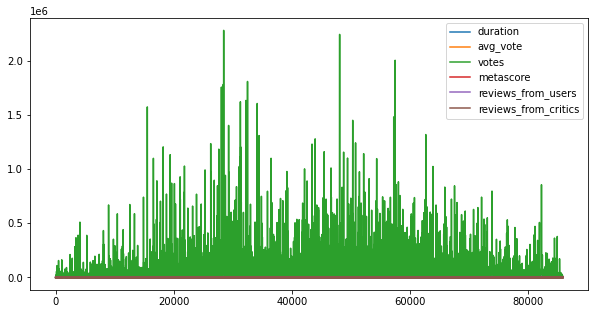 1e6
duration
avg_vote
votes
metascore
reviews_from_users
reviews_from_critics
2.0
1.5
1.0
0.5
0.0
0 20000 40000 60000 80000